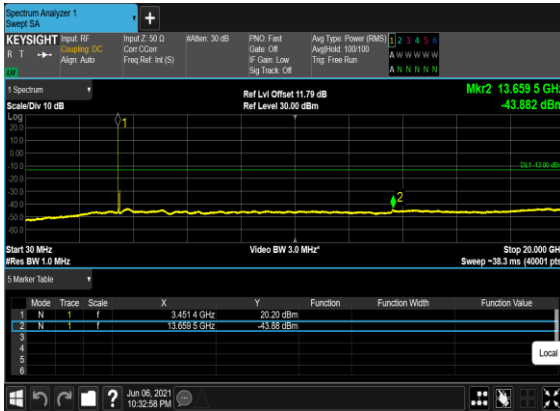 Spectrum Analyzer 1
Swept SA
+
KEYSIGHT Input: RF Input Z: 50 Ω #Atten: 30 dB PNO: Fast Avg Type: Power (RMS) 1 2 3 4 5 6
R T Coupling: DC Corr CCorr Gate: Off Avg|Hold: 100/100 A W W W W W
Align: Auto Freq Ref: Int (S) IF Gain: Low Trig: Free Run
Sig Track: Off A N N N N N
1 Spectrum
Scale/Div 10 dB
Ref Lvl Offset 11.79 dB
Ref Level 30.00 dBm
Mkr2 13.659 5 GHz
-43.882 dBm
Log
20.0
10.0
0.00
-10.0
-20.0
-30.0
-40.0
-50.0
-60.0
1
2
DL1 -13.00 dBm
Start 30 MHz Video BW 3.0 MHz* Stop 20.000 GH
#Res BW 1.0 MHz Sweep ~38.3 ms (40001 pts
5 Marker Table
Mode Trace Scale X Y Function Function Width Function Value
1 N 1 f 3.451 4 GHz 20.20 dBm
2 N 1 f 13.659 5 GHz -43.88 dBm
3
4
5
6
Local
? Jun 06, 2021
10:32:58 PM